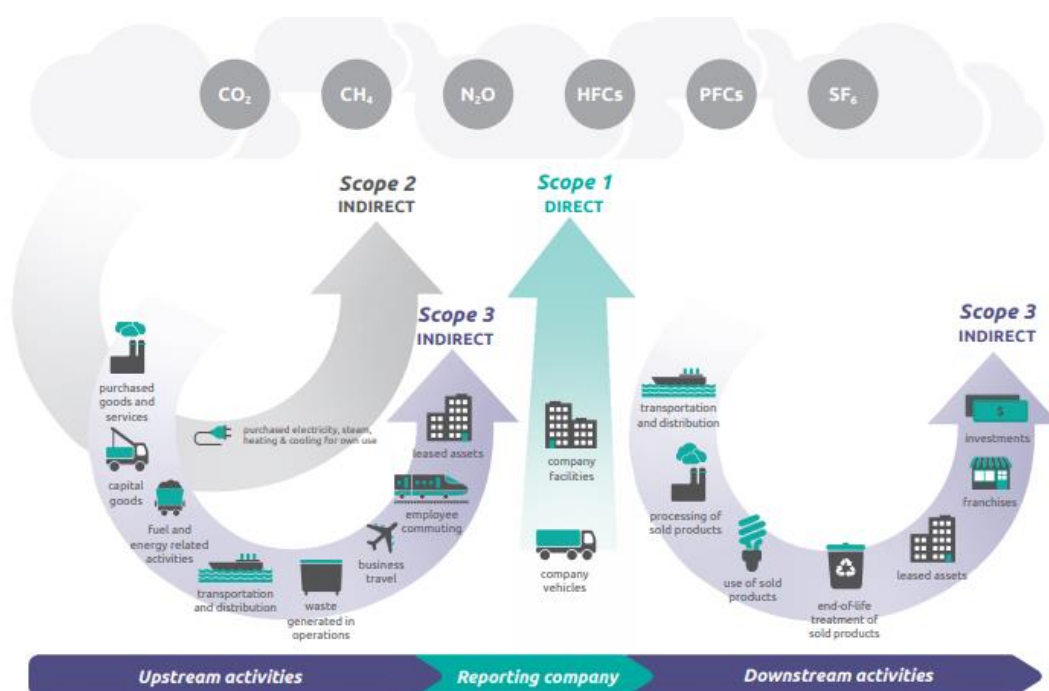 CO₂
CH₄
N₂O
HFCs
PFCs
SF₆
Scope 2
INDIRECT
Scope 1
DIRECT
Scope 3
INDIRECT
Scope 3
INDIRECT
purchased
goods and
services
capital
goods
fuel and
energy related
activities
purchased electricity, steam,
heating & cooling for own use
transportation
and distribution
waste
generated in
operations
business
travel
employee
commuting
leased assets
company
facilities
company
vehicles
transportation
and distribution
processing of
sold products
use of sold
products
end-of-life
treatment of
sold products
leased assets
franchises
$
investments
Upstream activities
Reporting company
Downstream activities